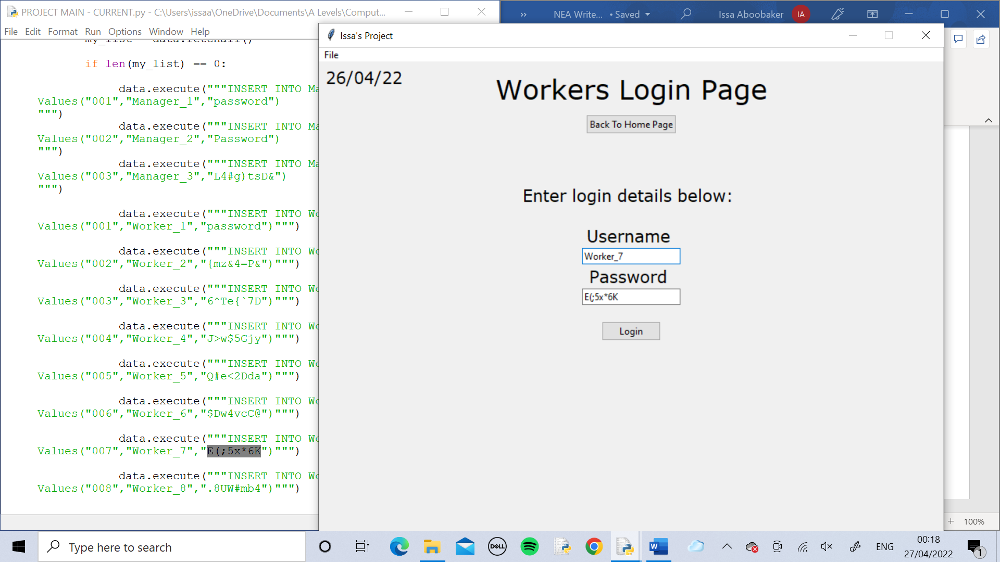 PROJECT MAIN - CURRENT.py - C:\Users\issaa\OneDrive\Documents\A Levels\Comput...
File Edit Format Run Options Window Help
if len(my_list) == 0:
data.execute("""INSERT INTO Ma
Values("001","Manager_1","password")
""")
data.execute("""INSERT INTO Ma
Values("002","Manager_2","Password")
""")
data.execute("""INSERT INTO Ma
Values("003","Manager_3","L4#g)tsD&")
""")
data.execute("""INSERT INTO Wo
Values("001","Worker_1","password")""")
data.execute("""INSERT INTO Wo
Values("002","Worker_2","{mz&4=P&")""")
data.execute("""INSERT INTO Wo
Values("003","Worker_3","6^Te{`7D")""")
data.execute("""INSERT INTO Wo
Values("004","Worker_4","J>w$5Gjy")""")
data.execute("""INSERT INTO Wo
Values("005","Worker_5","Q#e<2Dda")""")
data.execute("""INSERT INTO Wo
Values("006","Worker_6","$Dw4vcC@")""")
data.execute("""INSERT INTO Wo
Values("007","Worker_7","E(;5x*6K")""")
data.execute("""INSERT INTO Wo
Values("008","Worker_8",".8UW#mb4")""")
NEA Write... • Saved
Issa Aboobaker IA
Issa's Project
File
26/04/22
Workers Login Page
Back To Home Page
Enter login details below:
Username
Worker_7
Password
E(;5x*6K
Login
+ 100%
Type here to search
DELL
W
ENG
00:18
27/04/2022
1